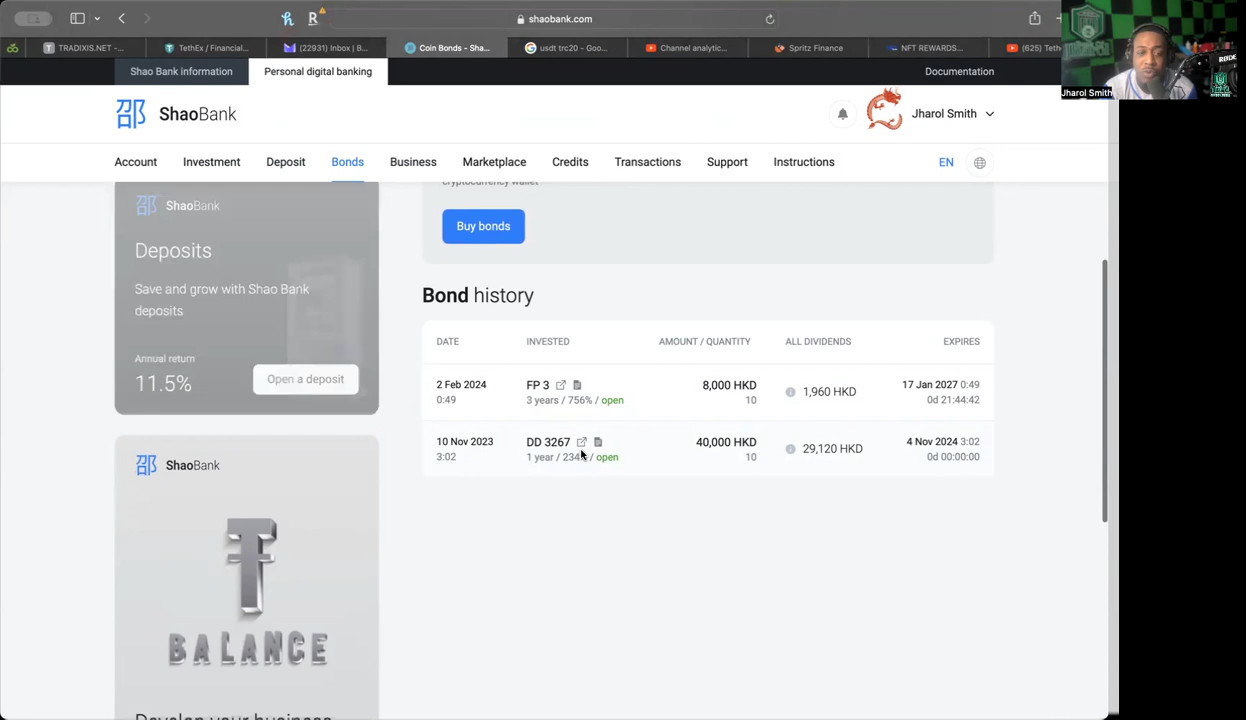 shaobank.com
TRADIXIS.NET -...
TethEx / Financial...
(22931) Inbox | B...
Coin Bonds - Sha...
usdt trc20 - Goo...
Channel analytic...
Spritz Finance
NFT REWARDS...
(625) Teth
Shao Bank information
Personal digital banking
Documentation
Jharol Smith
邵 ShaoBank
Jharol Smith
Account
Investment
Deposit
Bonds
Business
Marketplace
Credits
Transactions
Support
Instructions
EN
邵 ShaoBank
Deposits
Save and grow with Shao Bank
deposits
Annual return
11.5%
Open a deposit
邵 ShaoBank
BALANCE
Develop your business
cryptocurrency wallet
Buy bonds
Bond history
DATE INVESTED AMOUNT / QUANTITY ALL DIVIDENDS EXPIRES
2 Feb 2024 FP 3 8,000 HKD 1,960 HKD 17 Jan 2027 0:49
0:49 3 years / 756% / open 10 0d 21:44:42
10 Nov 2023 DD 3267 40,000 HKD 29,120 HKD 4 Nov 2024 3:02
3:02 1 year / 234% / open 10 0d 00:00:00